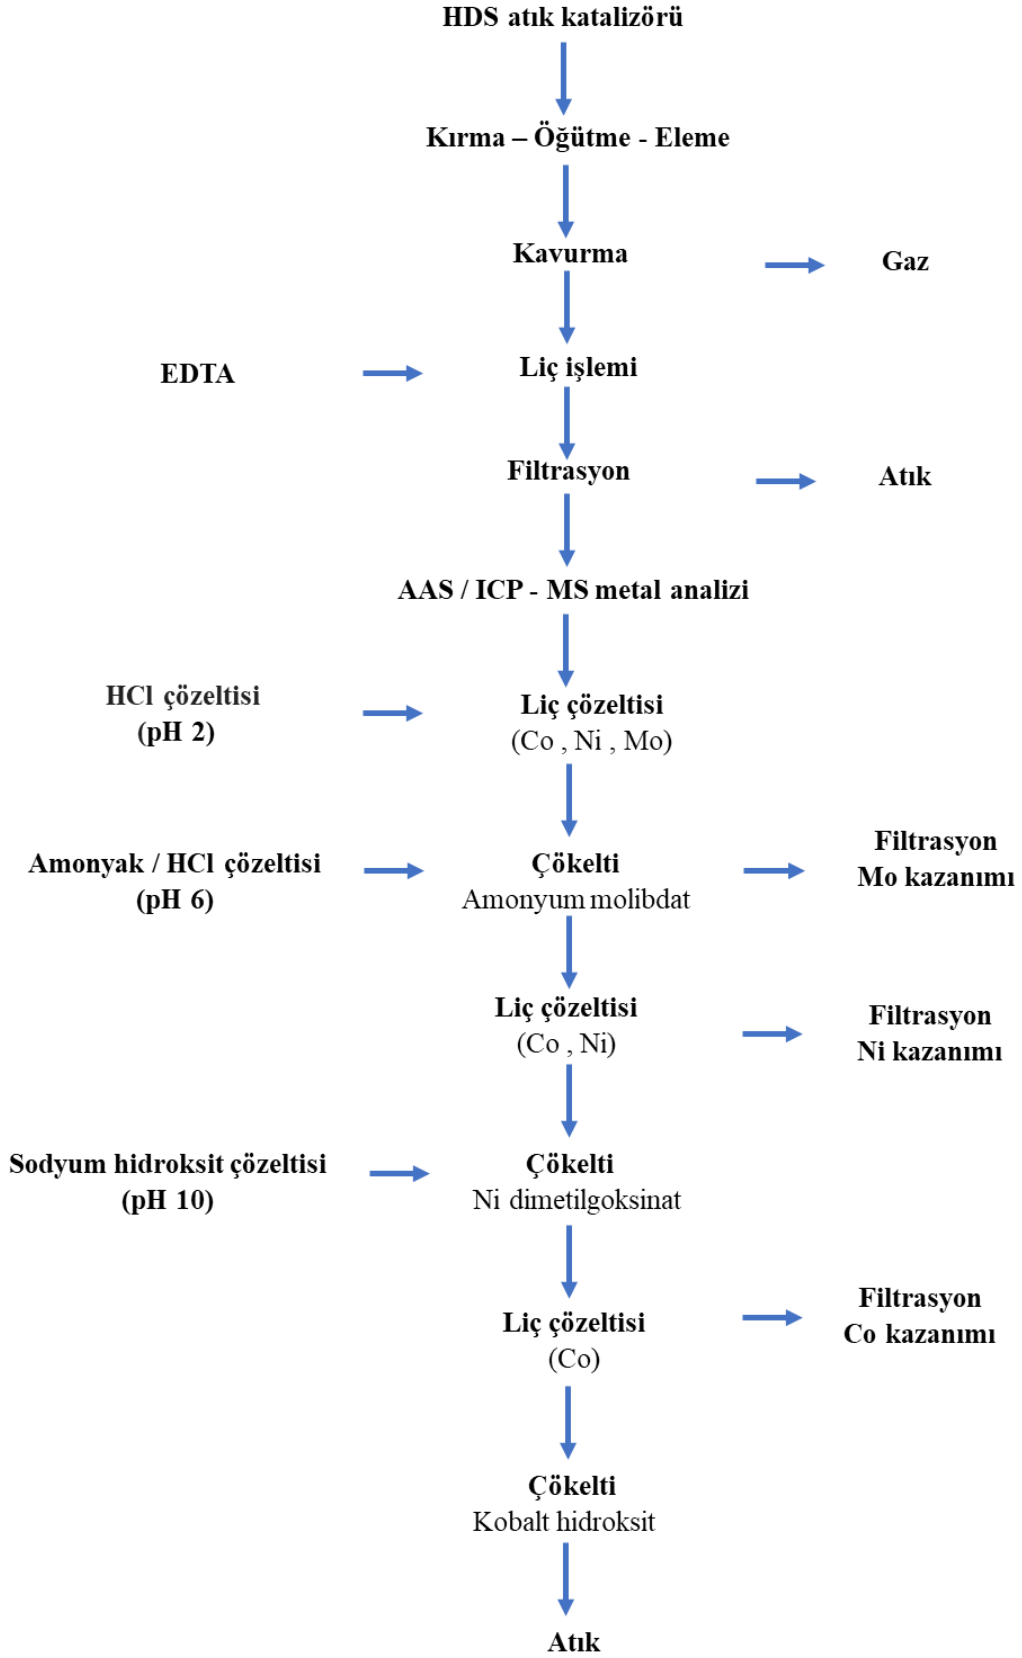 HDS atık katalizörü
Kırma – Öğütme - Eleme
Kavurma
Gaz
EDTA
Liç işlemi
Filtrasyon
Atık
AAS / ICP - MS metal analizi
HCl çözeltisi
(pH 2)
Liç çözeltisi
(Co , Ni , Mo)
Amonyak / HCl çözeltisi
(pH 6)
Çökelti
Amonyum molibdat
Filtrasyon
Mo kazanımı
Liç çözeltisi
(Co , Ni)
Filtrasyon
Ni kazanımı
Sodyum hidroksit çözeltisi
(pH 10)
Çökelti
Ni dimetilgoksinat
Liç çözeltisi
(Co)
Filtrasyon
Co kazanımı
Çökelti
Kobalt hidroksit
Atık